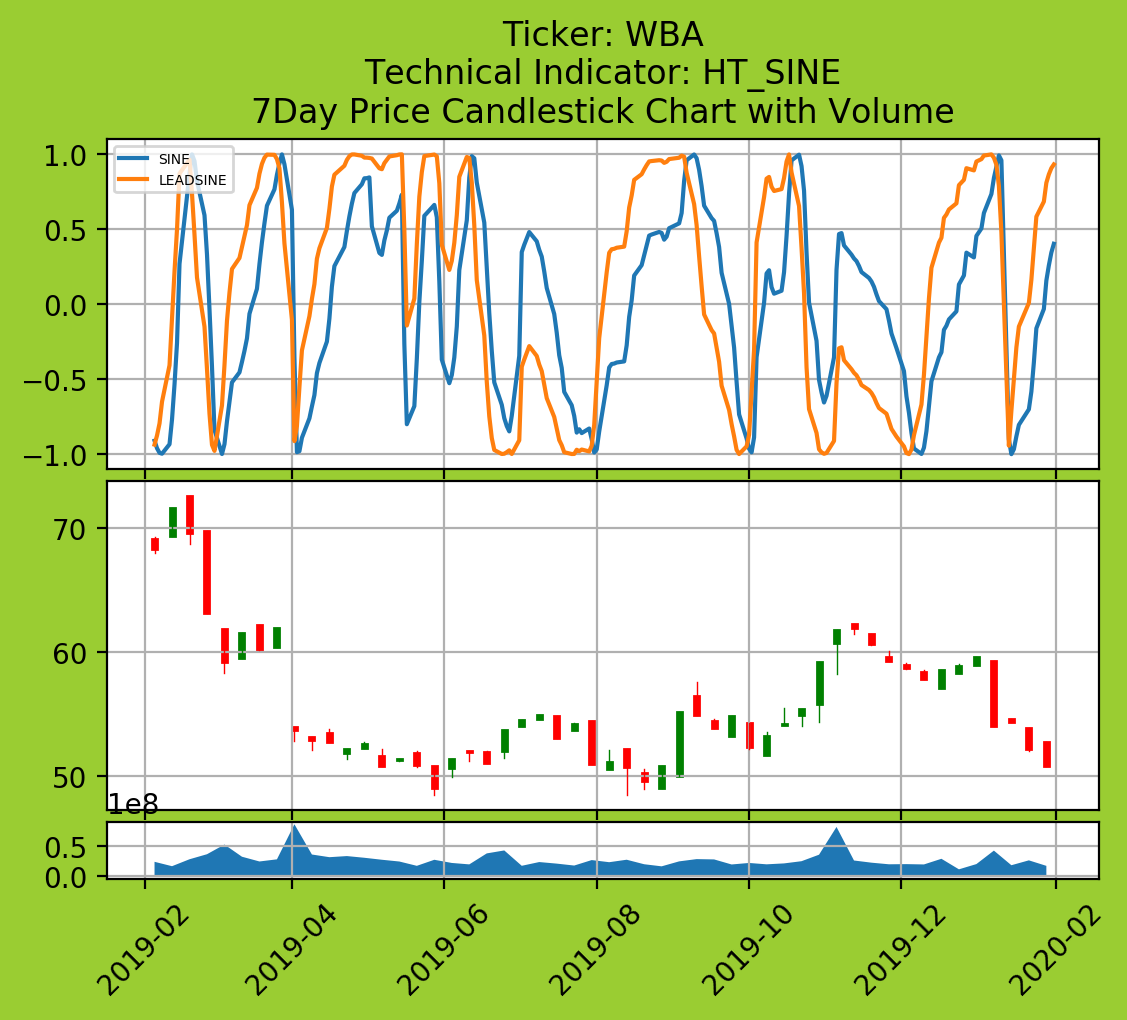 Ticker: WBA
Technical Indicator: HT_SINE
7Day Price Candlestick Chart with Volume
1.0
0.5
0.0
−0.5
−1.0
SINE
LEADSINE
70
60
50
1e8
0.5
0.0
2019-02
2019-04
2019-06
2019-08
2019-10
2019-12
2020-02